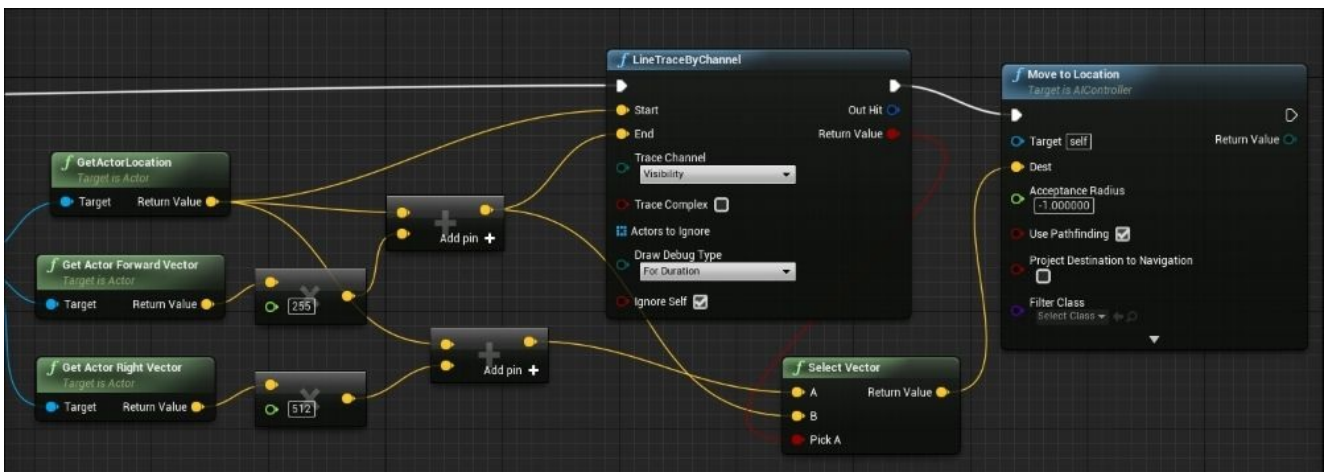 GetActorLocation
Target is Actor
Target Return Value
Get Actor Forward Vector
Target is Actor
Target Return Value
255
Get Actor Right Vector
Target is Actor
Target Return Value
512
Add pin +
Add pin +
LineTraceByChannel
Start Out Hit
End Return Value
Trace Channel
Visibility
Trace Complex
Actors to Ignore
Draw Debug Type
For Duration
Ignore Self
Select Vector
A Return Value
B
Pick A
Move to Location
Target is AIController
Target self Return Value
Dest
Acceptance Radius
-1.000000
Use Pathfinding
Project Destination to Navigation
Filter Class
Select Class